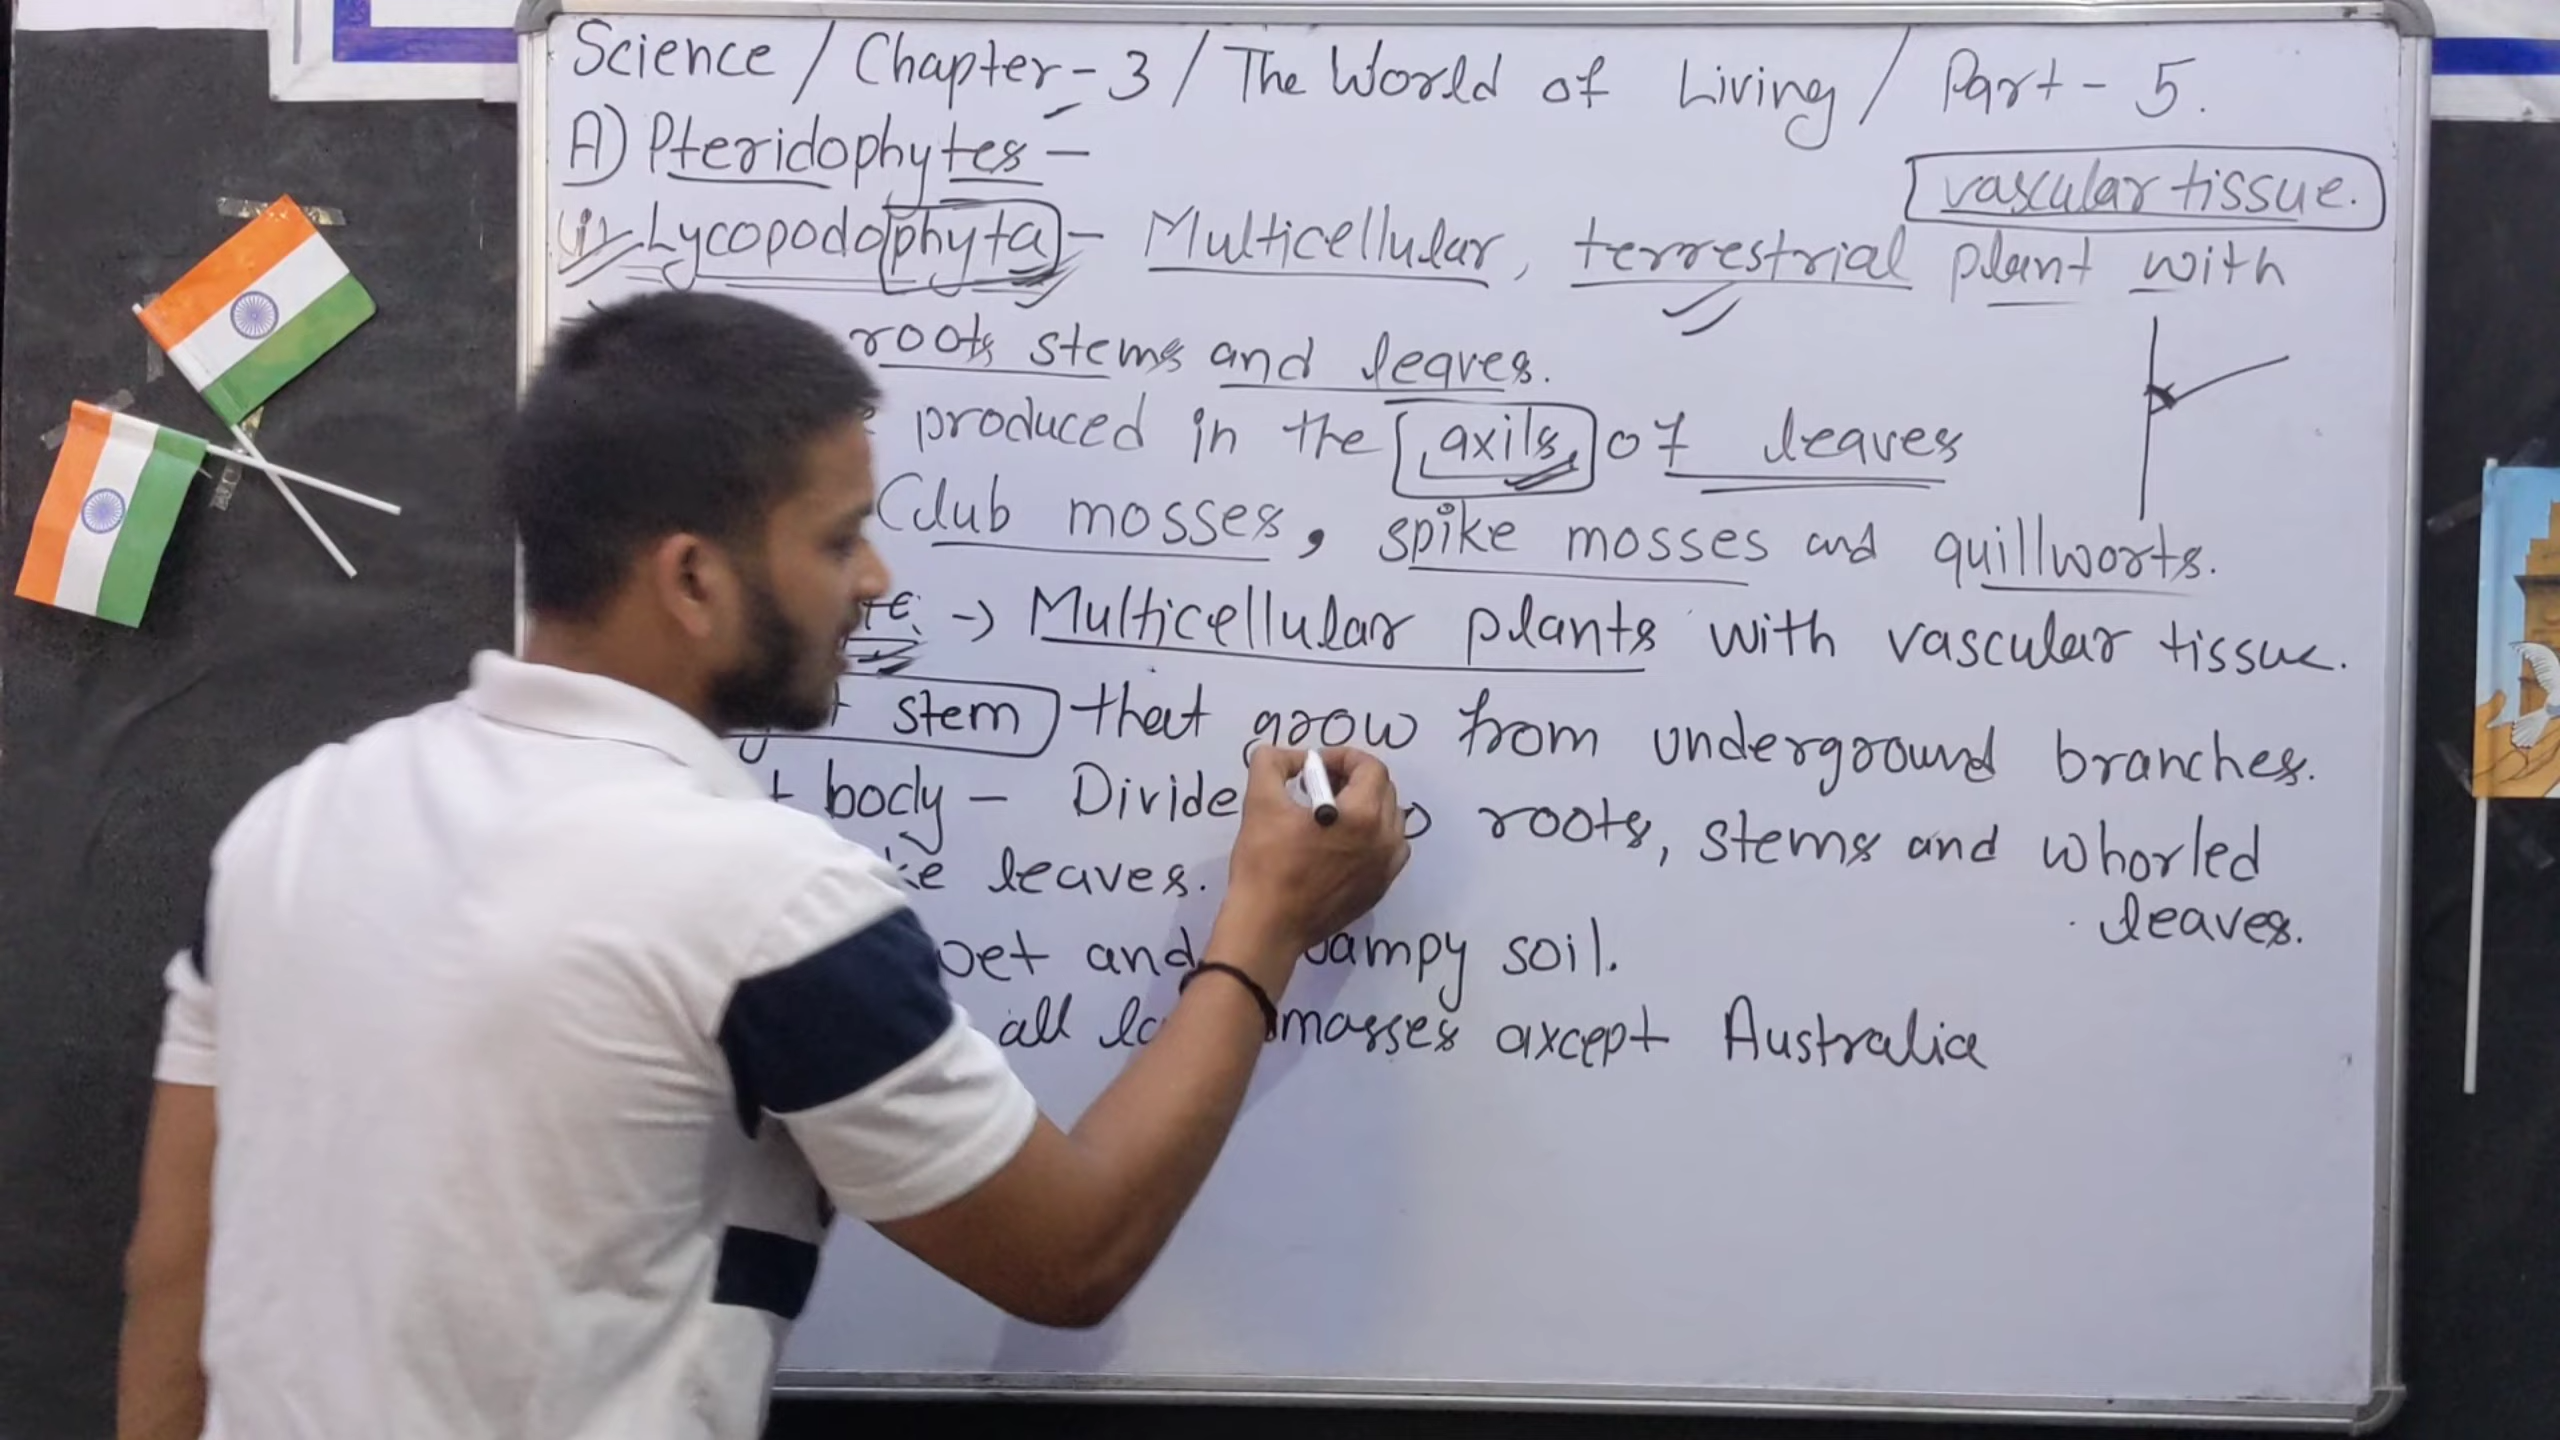 Science / Chapter - 3 / The World of Living / Part - 5.
A) Pteridophytes -
vascular tissue.
(i) Lycopodophyta - Multicellular, terrestrial plant with
roots stems and leaves.
produced in the axils of leaves
Club mosses, spike mosses and quillworts.
→ Multicellular plants with vascular tissue.
stem that grow from underground branches.
body - Divide roots, stems and whorled
leaves.
leaves.
and soil.
all masses axcept Australia